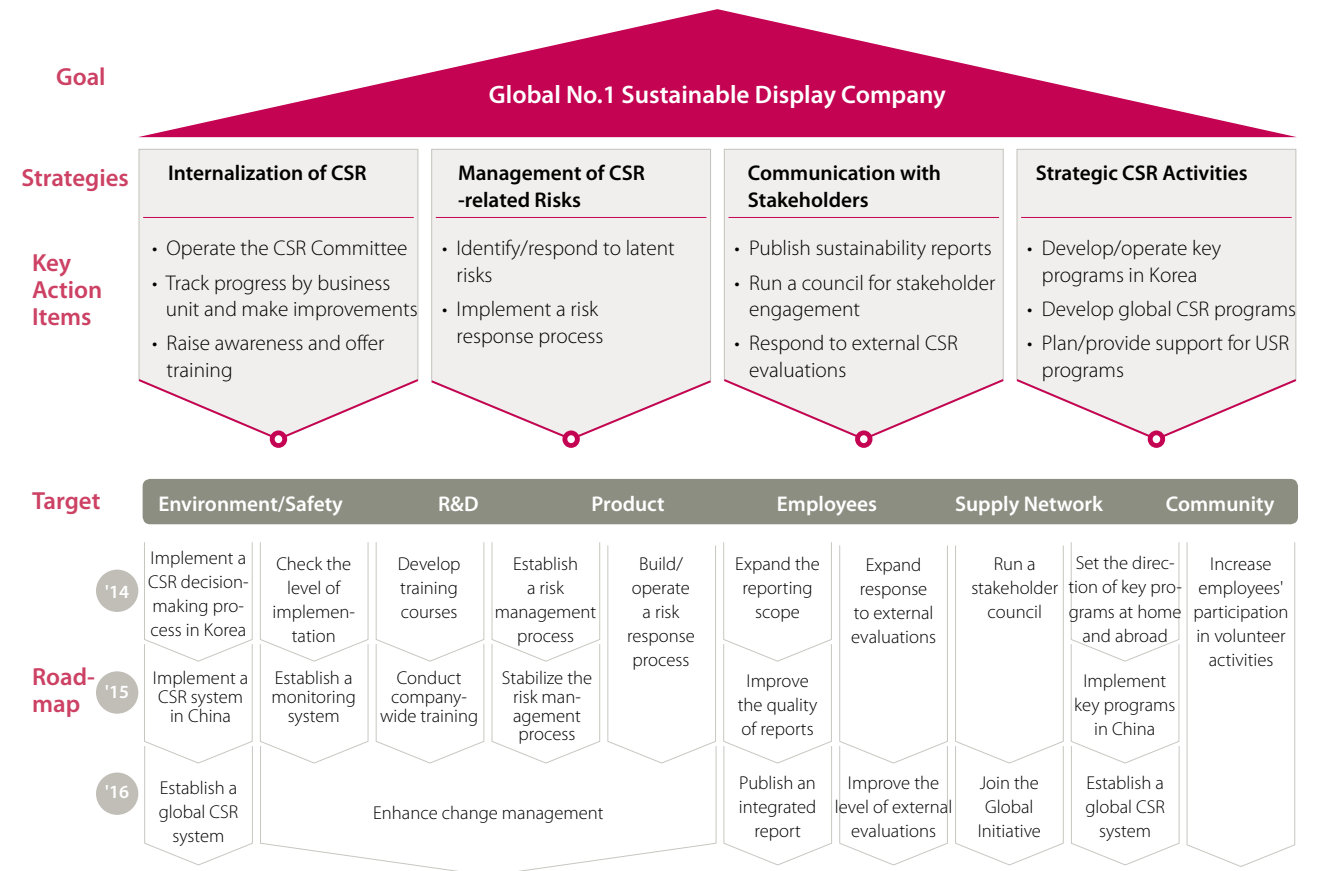 Goal
Global No.1 Sustainable Display Company
Strategies
Internalization of CSR
Management of CSR
-related Risks
Communication with
Stakeholders
Strategic CSR Activities
Key
Action
Items
• Operate the CSR Committee
• Track progress by business
unit and make improvements
• Raise awareness and offer
training
• Identify/respond to latent
risks
• Implement a risk
response process
• Publish sustainability reports
• Run a council for stakeholder
engagement
• Respond to external CSR
evaluations
• Develop/operate key
programs in Korea
• Develop global CSR programs
• Plan/provide support for USR
programs
Target
Environment/Safety
R&D
Product
Employees
Supply Network
Community
Road-
map
'14
Implement a
CSR decision-
making pro-
cess in Korea
Check the
level of
implemen-
tation
Develop
training
courses
Establish
a risk
management
process
Build/
operate
a risk
response
process
Expand the
reporting
scope
Expand
response
to external
evaluations
Run a
stakeholder
council
Set the direc-
tion of key pro-
grams at home
and abroad
Increase
employees'
participation
in volunteer
activities
'15
Implement a
CSR system
in China
Establish a
monitoring
system
Conduct
company-
wide training
Stabilize the
risk man-
agement
process
Improve
the quality
of reports
Implement
key programs
in China
'16
Establish a
global CSR
system
Enhance change management
Publish an
integrated
report
Improve the
level of external
evaluations
Join the
Global
Initiative
Establish a
global CSR
system